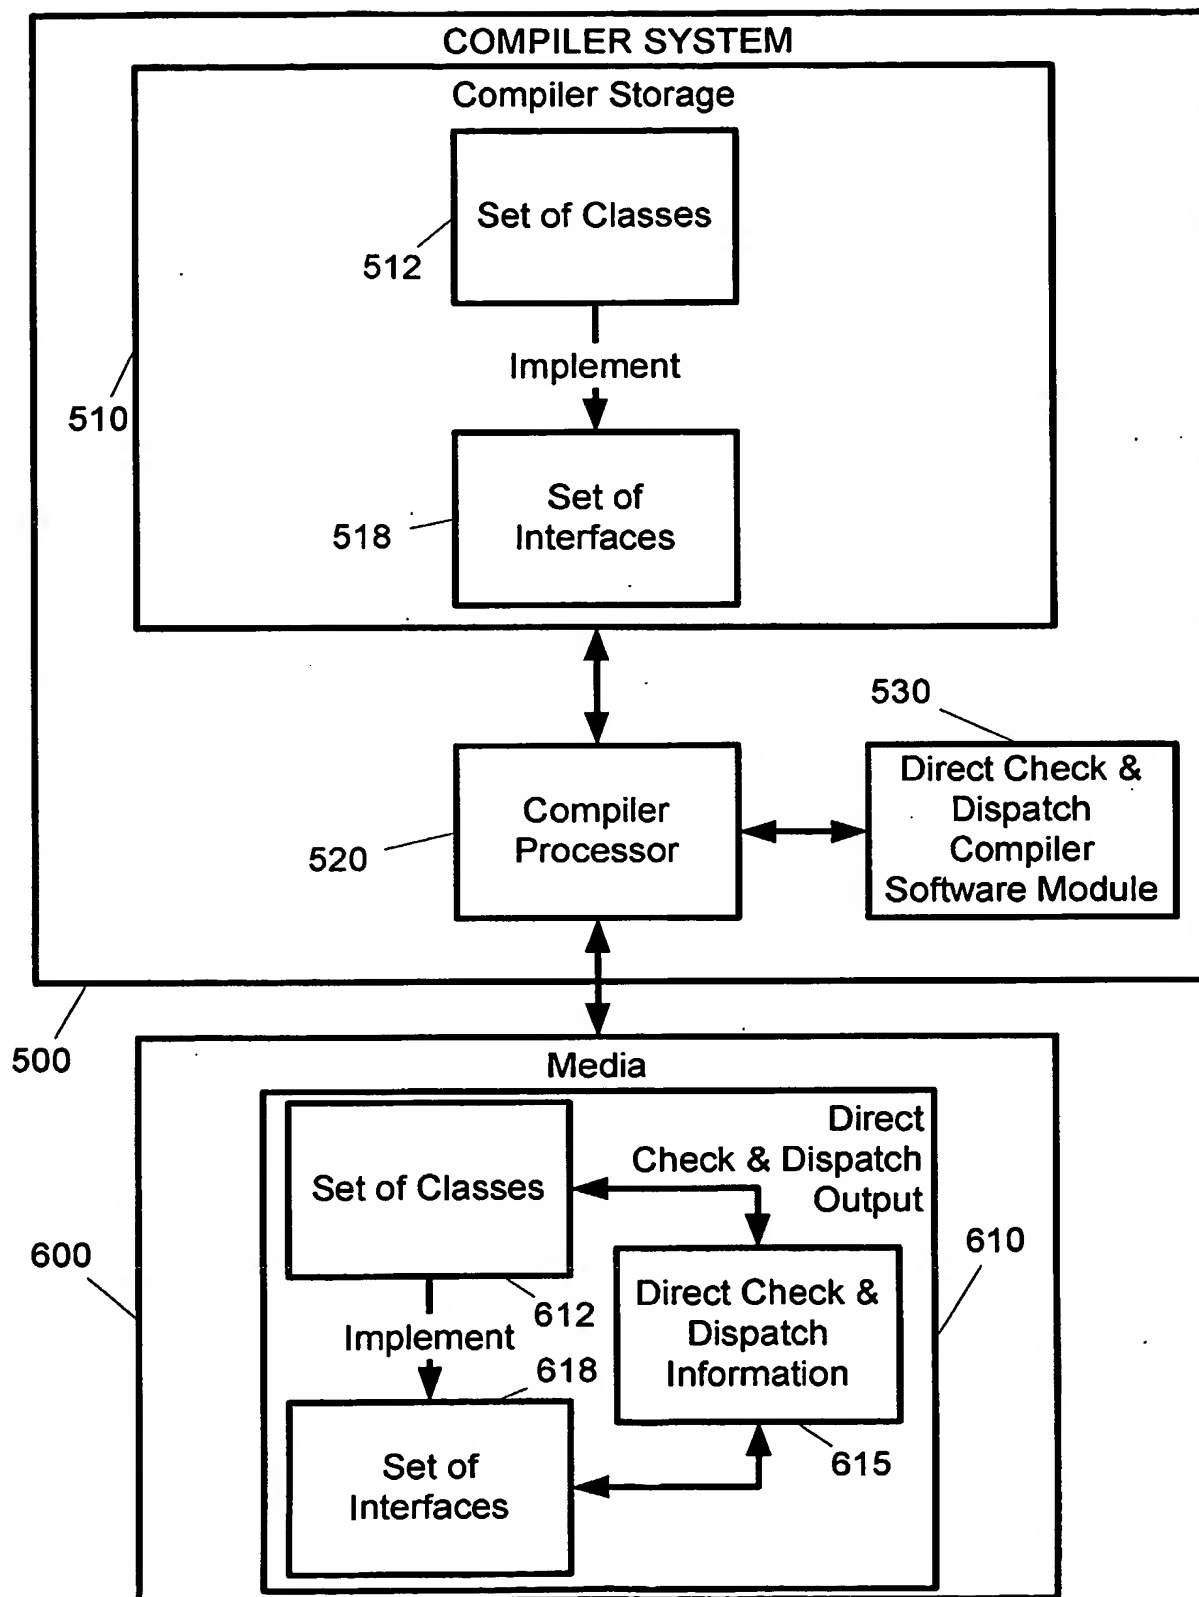 COMPILER SYSTEM
Compiler Storage
Set of Classes
512
Implement
510
Set of
Interfaces
518
530
Direct Check &
Dispatch
Compiler
Software Module
Compiler
Processor
520
500
Media
Direct
Check & Dispatch
Output
Set of Classes
600
610
612
Direct Check &
Dispatch
Information
Implement
618
615
Set of
Interfaces